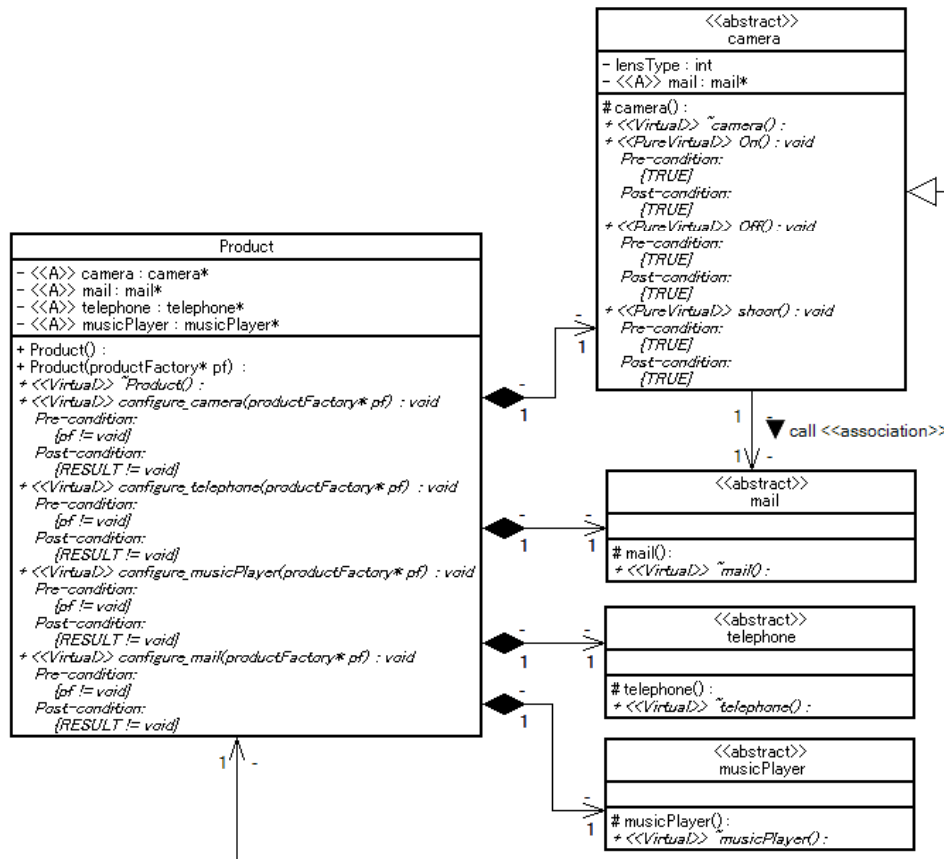 <<abstract>>
camera
- lensType : int
- <<A>> mail : mail*
# camera() :
+ <<Virtual>> ~camera() :
+ <<PureVirtual>> On() : void
Pre-condition:
{TRUE}
Post-condition:
{TRUE}
+ <<PureVirtual>> Off() : void
Pre-condition:
{TRUE}
Post-condition:
{TRUE}
+ <<PureVirtual>> shoot() : void
Pre-condition:
{TRUE}
Post-condition:
{TRUE}
Product
- <<A>> camera : camera*
- <<A>> mail : mail*
- <<A>> telephone : telephone*
- <<A>> musicPlayer : musicPlayer*
+ Product() :
+ Product(productFactory* pf) :
+ <<Virtual>> ~Product() :
+ <<Virtual>> configure_camera(productFactory* pf) : void
Pre-condition:
{pf != void}
Post-condition:
{RESULT != void}
+ <<Virtual>> configure_telephone(productFactory* pf) : void
Pre-condition:
{pf != void}
Post-condition:
{RESULT != void}
+ <<Virtual>> configure_musicPlayer(productFactory* pf) : void
Pre-condition:
{pf != void}
Post-condition:
{RESULT != void}
+ <<Virtual>> configure_mail(productFactory* pf) : void
Pre-condition:
{pf != void}
Post-condition:
{RESULT != void}
-
1
-
1
1
-
▼ call <<association>>
1
-
<<abstract>>
mail
# mail():
+ <<Virtual>> ~mail() :
-
1
-
1
<<abstract>>
telephone
# telephone() :
+ <<Virtual>> ~telephone() :
-
1
-
1
<<abstract>>
musicPlayer
# musicPlayer() :
+ <<Virtual>> ~musicPlayer() :
-
1
-
1
1
-